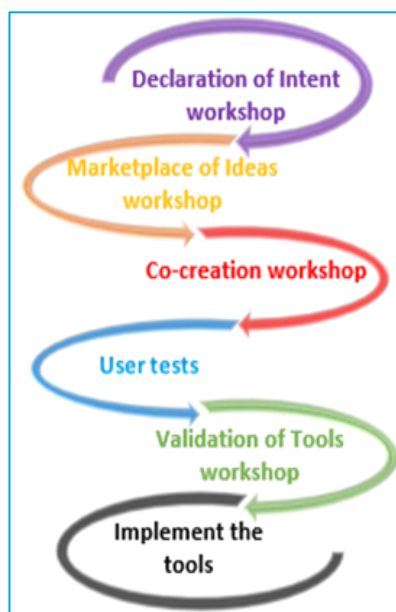 Declaration of Intent
workshop
Marketplace of Ideas
workshop
Co-creation workshop
User tests
Validation of Tools
workshop
Implement the
tools